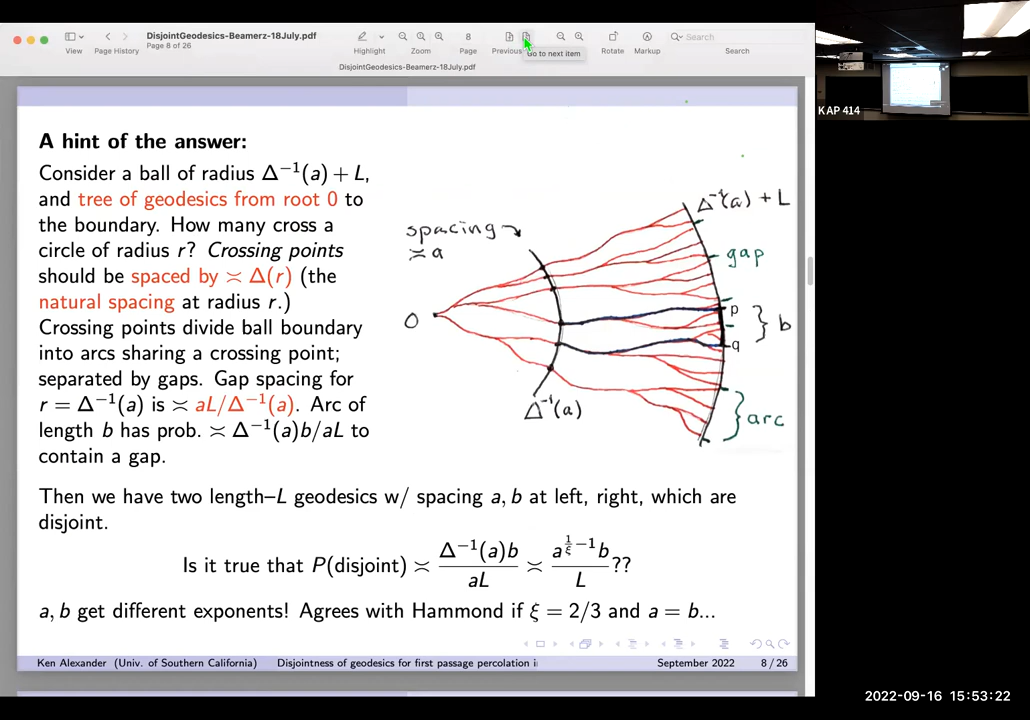 DisjointGeodesics-Beamerz-18July.pdf
Page 8 of 26
View
Page History
Highlight
Zoom
8
Page
Previous
Rotate
Markup
Search
Search
Go to next item
DisjointGeodesics-Beamerz-18July.pdf
KAP 414
A hint of the answer:
Consider a ball of radius Δ⁻¹(a) + L,
and tree of geodesics from root 0 to
the boundary. How many cross a
circle of radius r? Crossing points
should be spaced by ≍ Δ(r) (the
natural spacing at radius r.)
Crossing points divide ball boundary
into arcs sharing a crossing point;
separated by gaps. Gap spacing for
r = Δ⁻¹(a) is ≍ aL/Δ⁻¹(a). Arc of
length b has prob. ≍ Δ⁻¹(a)b/aL to
contain a gap.
spacing
≍ a
0
Δ⁻¹(a)
Δ⁻¹(a) + L
gap
p
b
q
arc
Then we have two length–L geodesics w/ spacing a, b at left, right, which are
disjoint.
Is it true that P(disjoint) ≍ Δ⁻¹(a)b / aL ≍ a^(1/ξ −1) b / L ??
a, b get different exponents! Agrees with Hammond if ξ = 2/3 and a = b...
Ken Alexander (Univ. of Southern California)
Disjointness of geodesics for first passage percolation i
September 2022
8 / 26
2022-09-16 15:53:22